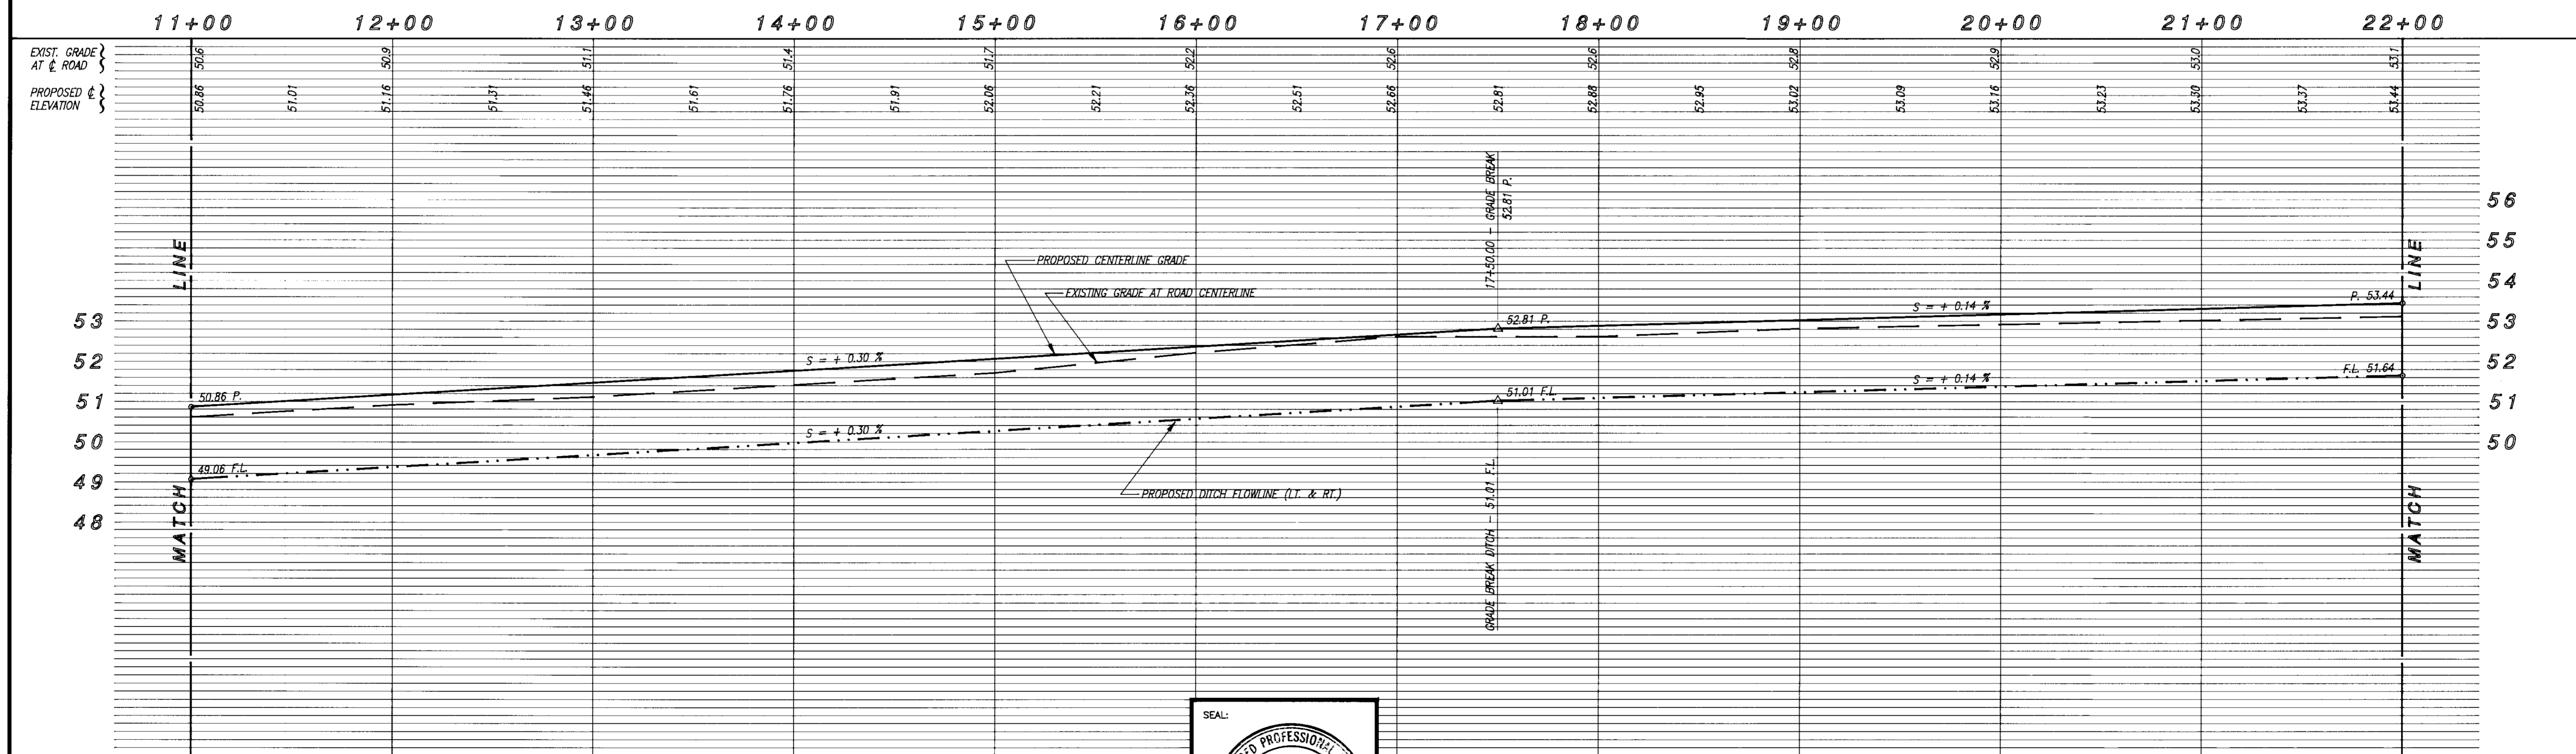 11+00 12+00 13+00 14+00 15+00 16+00 17+00 18+00 19+00 20+00 21+00 22+00
EXIST. GRADE
AT ℄ ROAD
50.6 50.9 51.1 51.4 51.7 52.2 52.6 52.6 52.8 52.9 53.0 53.1
PROPOSED ℄
ELEVATION
50.86 51.01 51.16 51.31 51.46 51.61 51.76 51.91 52.06 52.21 52.36 52.51 52.66 52.81 52.88 52.95 53.02 53.09 53.16 53.23 53.30 53.37 53.44
17+50.00 - GRADE BREAK
52.81 P.
56
55
54
53
52
51
50
MATCH LINE
MATCH LINE
PROPOSED CENTERLINE GRADE
EXISTING GRADE AT ROAD CENTERLINE
P. 53.44
S = + 0.14 %
52.81 P.
S = + 0.30 %
F.L. 51.64
S = + 0.14 %
50.86 P.
51.01 F.L.
S = + 0.30 %
49.06 F.L.
PROPOSED DITCH FLOWLINE (LT. & RT.)
GRADE BREAK DITCH - 51.01 F.L.
53
52
51
50
49
48
SEAL:
PROFESSIONAL